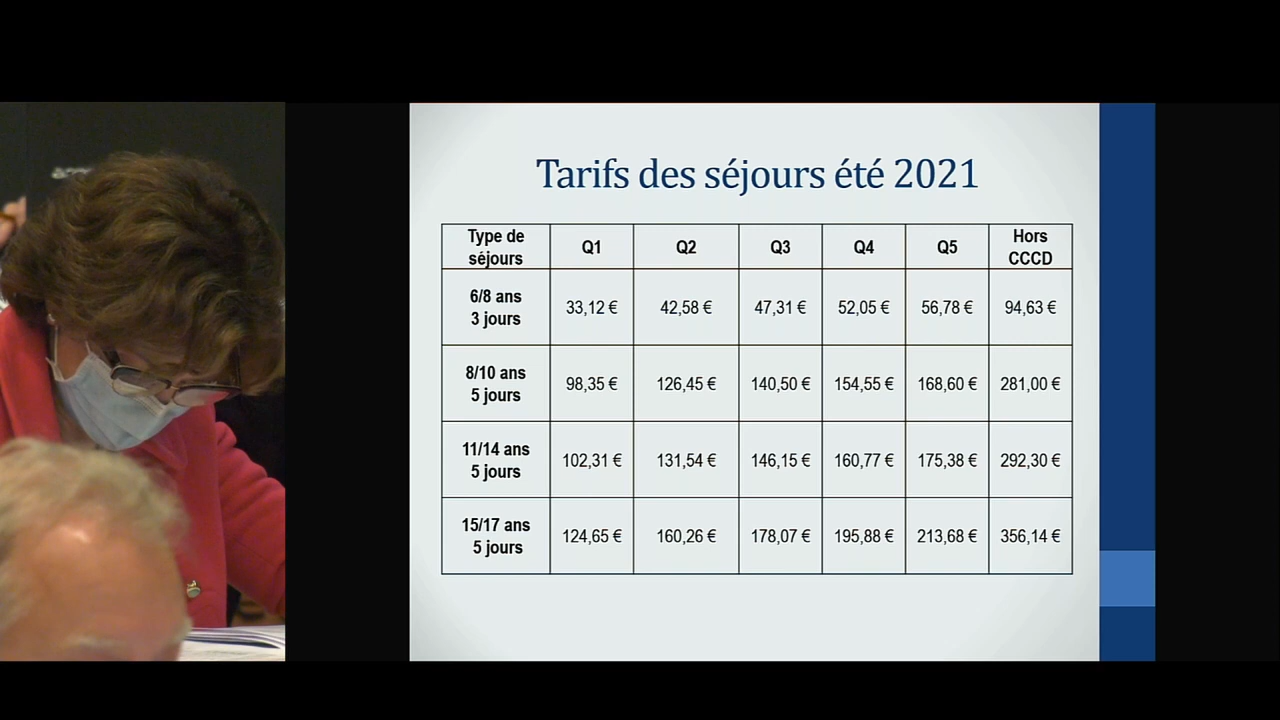 Tarifs des séjours été 2021
Type de séjours Q1 Q2 Q3 Q4 Q5 Hors CCCD
6/8 ans 3 jours 33,12 € 42,58 € 47,31 € 52,05 € 56,78 € 94,63 €
8/10 ans 5 jours 98,35 € 126,45 € 140,50 € 154,55 € 168,60 € 281,00 €
11/14 ans 5 jours 102,31 € 131,54 € 146,15 € 160,77 € 175,38 € 292,30 €
15/17 ans 5 jours 124,65 € 160,26 € 178,07 € 195,88 € 213,68 € 356,14 €